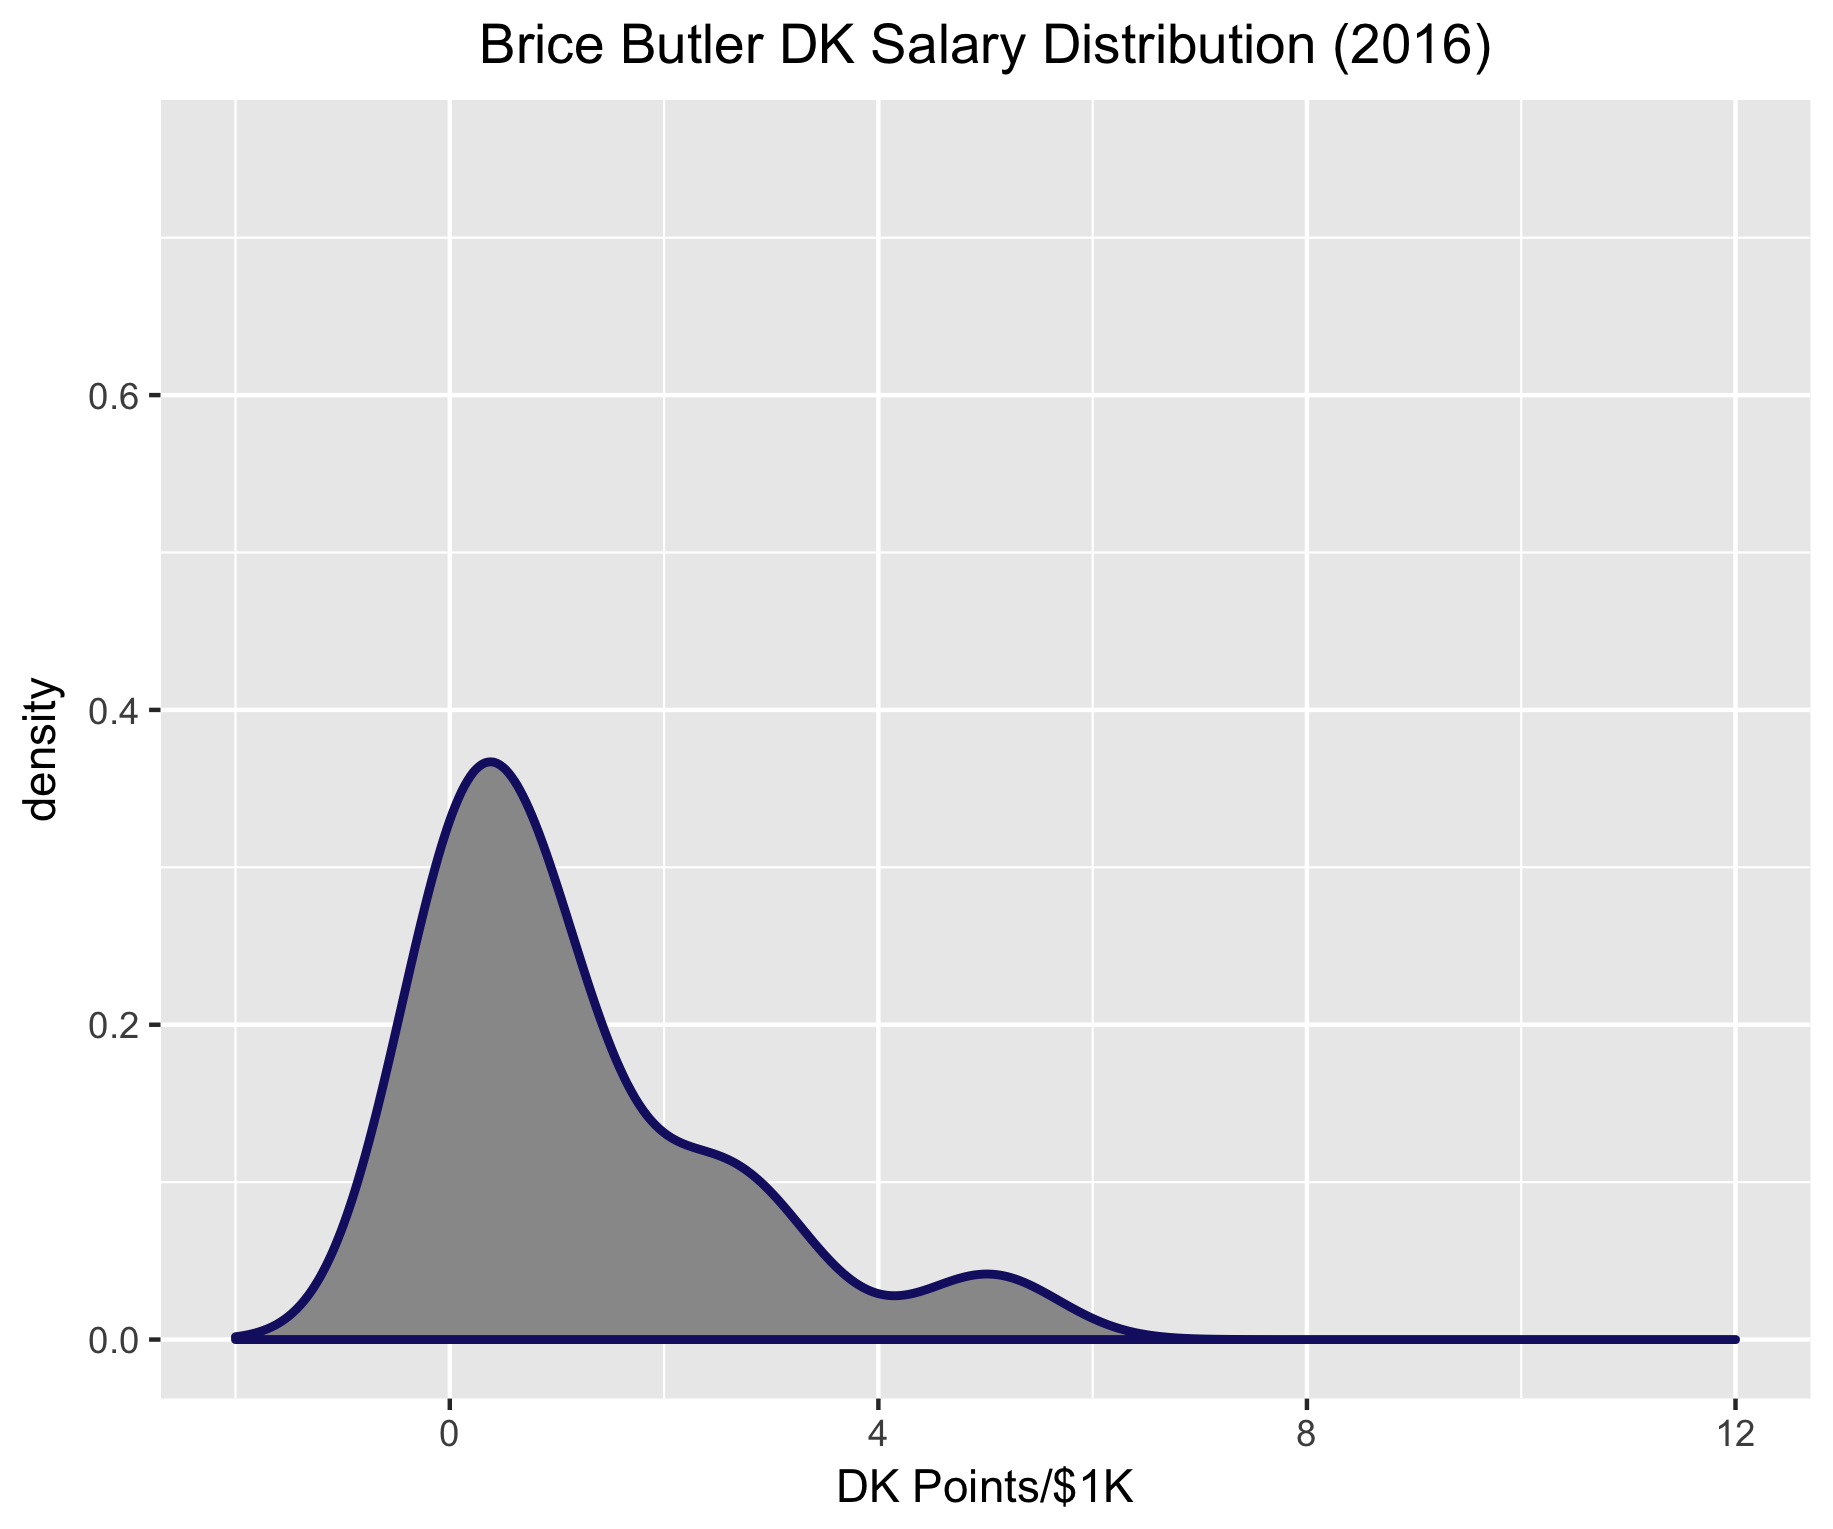 Brice Butler DK Salary Distribution (2016)
density
0.6
0.4
0.2
0.0
0 4 8 12
DK Points/$1K